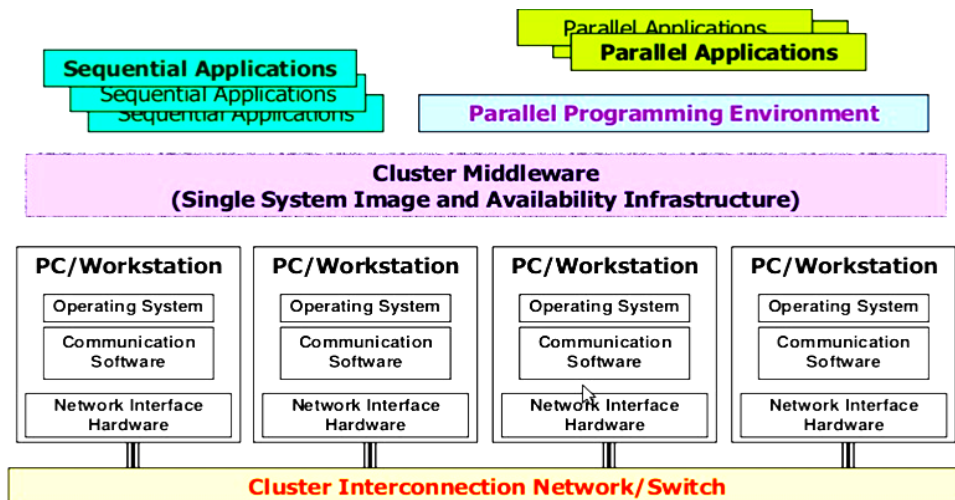 Parallel Applications
Parallel Applications
Sequential Applications
Sequential Applications
Sequential Applications
Parallel Programming Environment
Cluster Middleware
(Single System Image and Availability Infrastructure)
PC/Workstation
Operating System
Communication
Software
Network Interface
Hardware
PC/Workstation
Operating System
Communication
Software
Network Interface
Hardware
PC/Workstation
Operating System
Communication
Software
Network Interface
Hardware
PC/Workstation
Operating System
Communication
Software
Network Interface
Hardware
Cluster Interconnection Network/Switch